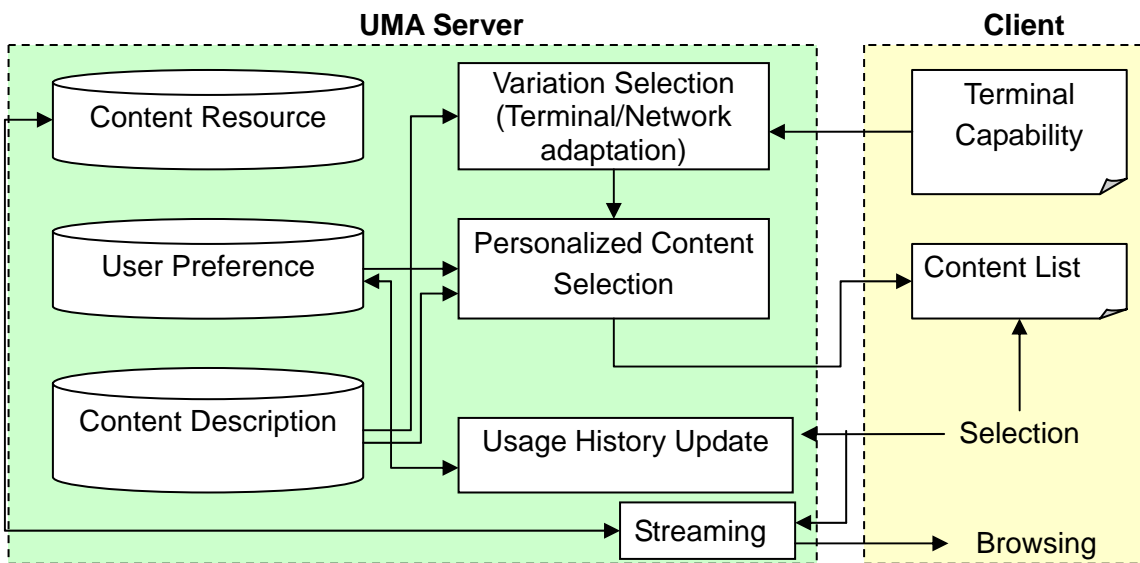 UMA Server
Client
Content Resource
Variation Selection
(Terminal/Network
adaptation)
Terminal
Capability
User Preference
Personalized Content
Selection
Content List
Content Description
Usage History Update
Selection
Streaming
Browsing